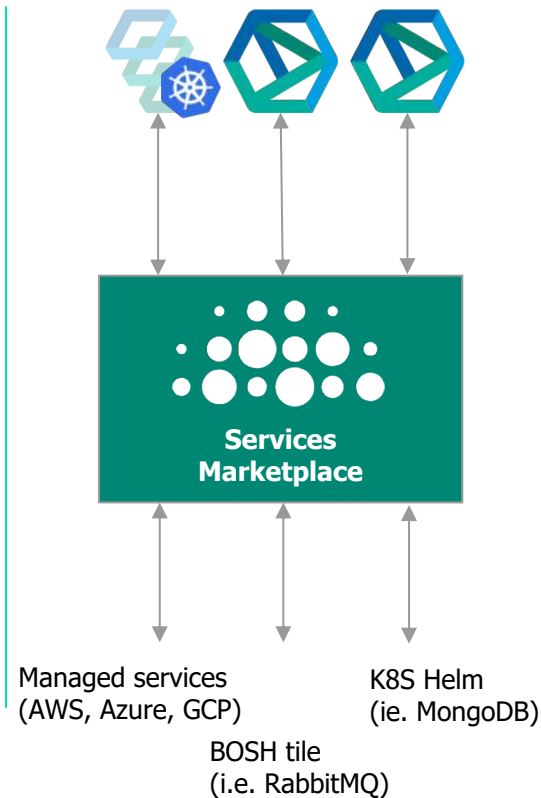 Services
Marketplace
Managed services
(AWS, Azure, GCP)
K8S Helm
(ie. MongoDB)
BOSH tile
(i.e. RabbitMQ)